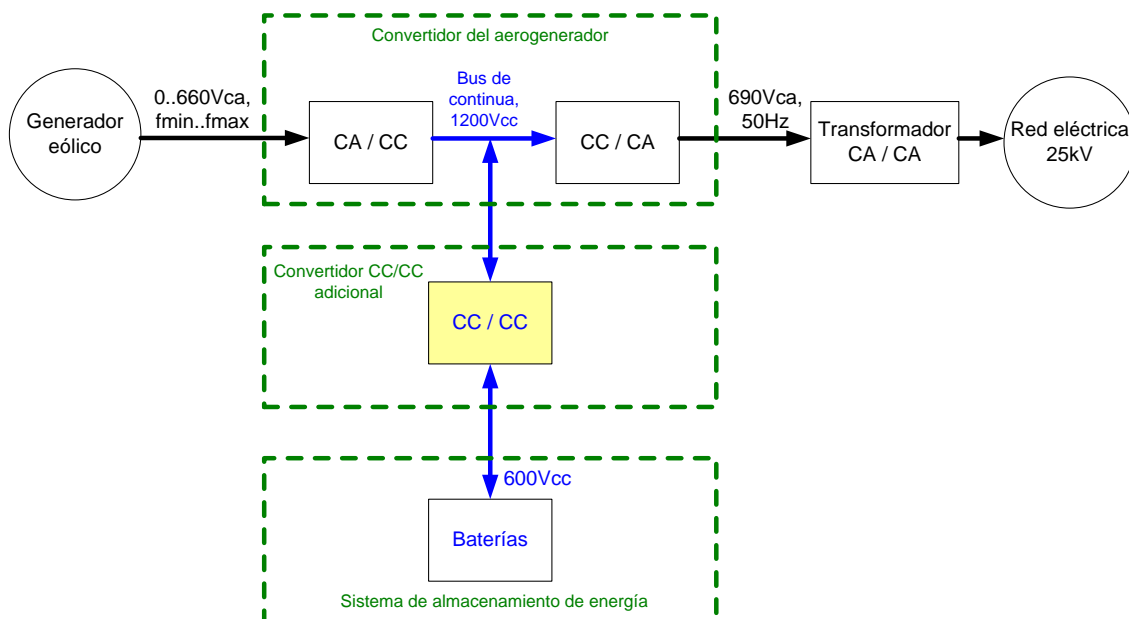 Convertidor del aerogenerador
Generador
eólico
0..660Vca,
fmin..fmax
CA / CC
Bus de
continua,
1200Vcc
CC / CA
690Vca,
50Hz
Transformador
CA / CA
Red eléctrica
25kV
Convertidor CC/CC
adicional
CC / CC
600Vcc
Baterías
Sistema de almacenamiento de energía